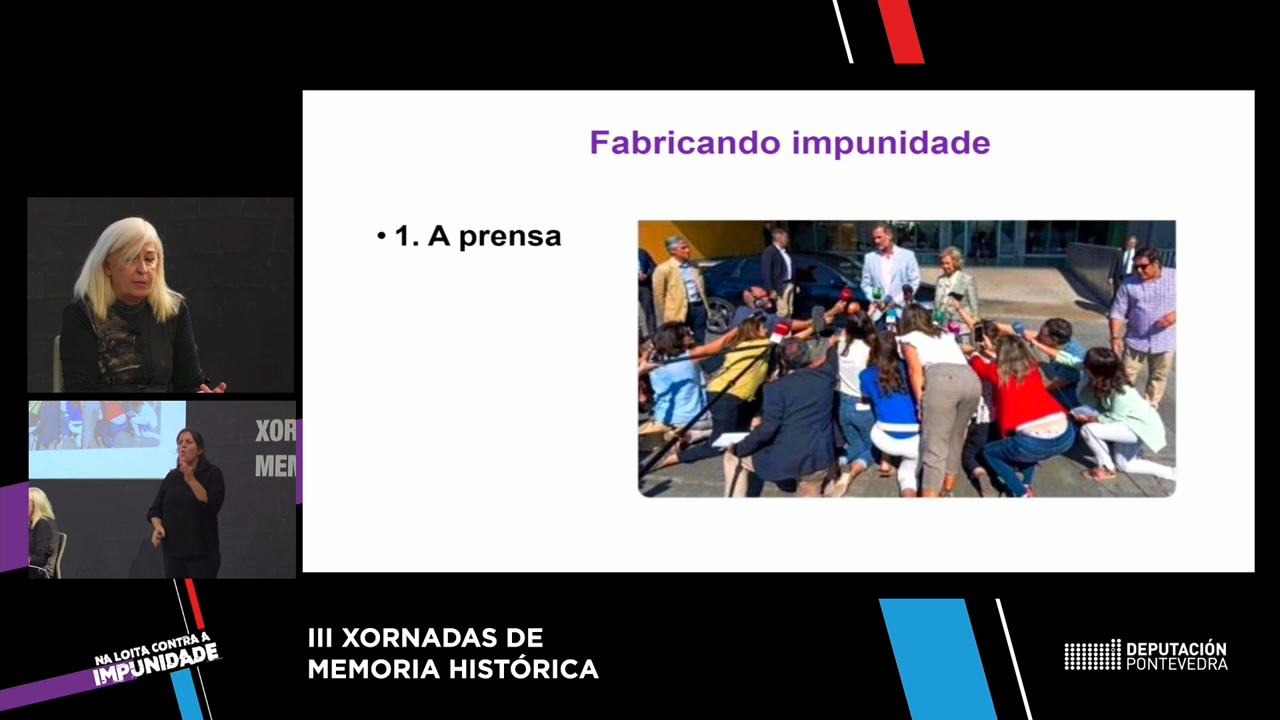 Fabricando impunidade
• 1. A prensa
XOR
MEM
NA LOITA CONTRA A
IMPUNIDADE
III XORNADAS DE
MEMORIA HISTÓRICA
DEPUTACIÓN
PONTEVEDRA